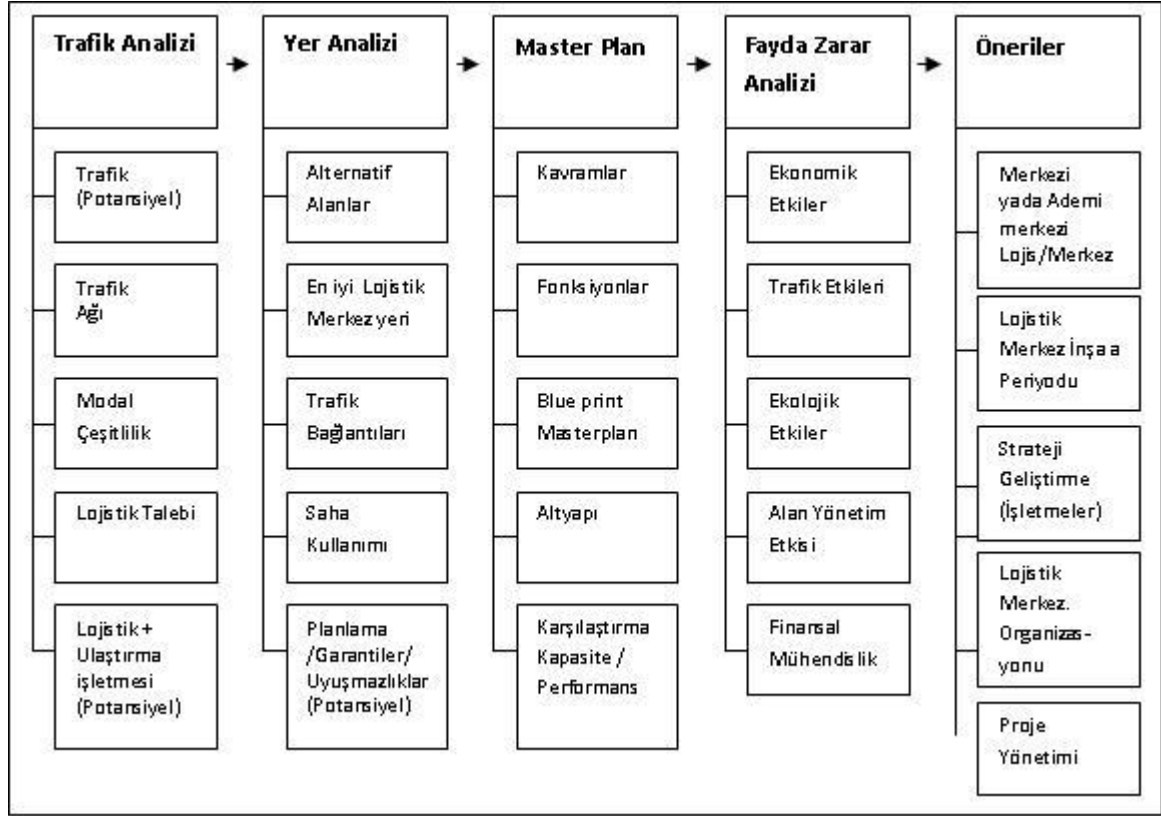 Trafik Analizi
Yer Analizi
Master Plan
Fayda Zarar
Analizi
Öneriler
Trafik
(Potansiyel)
Trafik
Ağı
Modal
Çeşitlilik
Lojistik Talebi
Lojistik +
Ulaştırma
işletmesi
(Potansiyel)
Alternatif
Alanlar
En iyi Lojistik
Merkez yeri
Trafik
Bağlantıları
Saha
Kullanımı
Planlama
/Garantiler/
Uyuşmazlıklar
(Potansiyel)
Kavramlar
Fonksiyonlar
Blue print
Masterplan
Altyapı
Karşılaştırma
Kapasite /
Performans
Ekonomik
Etkiler
Trafik Etkileri
Ekolojik
Etkiler
Alan Yönetim
Etkisi
Finansal
Mühendislik
Merkezi
yada Ademi
merkezi
Lojis/Merkez
Lojistik
Merkez İnşaa
Periyodu
Strateji
Geliştirme
(İşletmeler)
Lojistik
Merkez.
Organizas-
yonu
Proje
Yönetimi